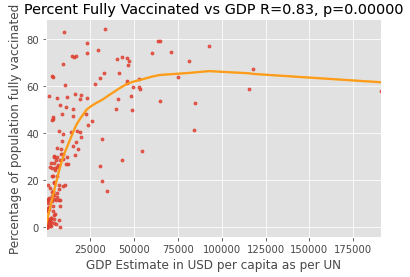 Percent Fully Vaccinated vs GDP R=0.83, p=0.00000
Percentage of population fully vaccinated
80
60
40
20
0
25000 50000 75000 100000 125000 150000 175000
GDP Estimate in USD per capita as per UN